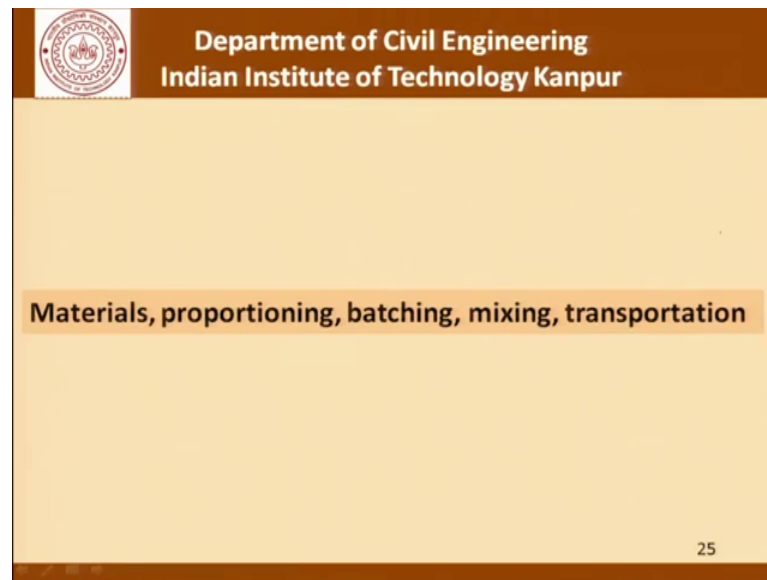 Department of Civil Engineering
Indian Institute of Technology Kanpur
Materials, proportioning, batching, mixing, transportation
25